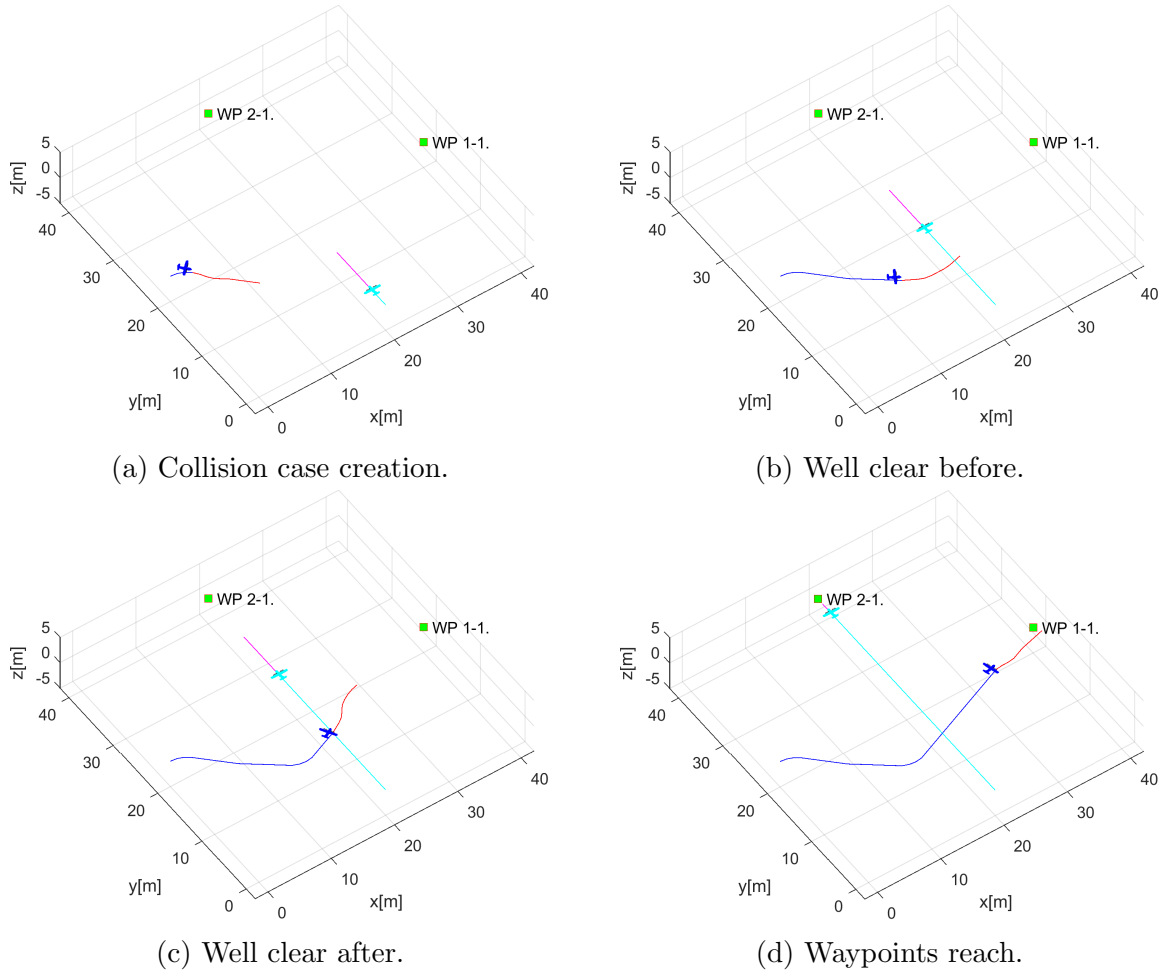 WP 2-1.
WP 1-1.
5
0
-5
z[m]
40
30
20
10
0
y[m]
0
10
20
30
40
x[m]
(a) Collision case creation.
WP 2-1.
WP 1-1.
5
0
-5
z[m]
40
30
20
10
0
y[m]
0
10
20
30
40
x[m]
(b) Well clear before.
WP 2-1.
WP 1-1.
5
0
-5
z[m]
40
30
20
10
0
y[m]
0
10
20
30
40
x[m]
(c) Well clear after.
WP 2-1.
WP 1-1.
5
0
-5
z[m]
40
30
20
10
0
y[m]
0
10
20
30
40
x[m]
(d) Waypoints reach.